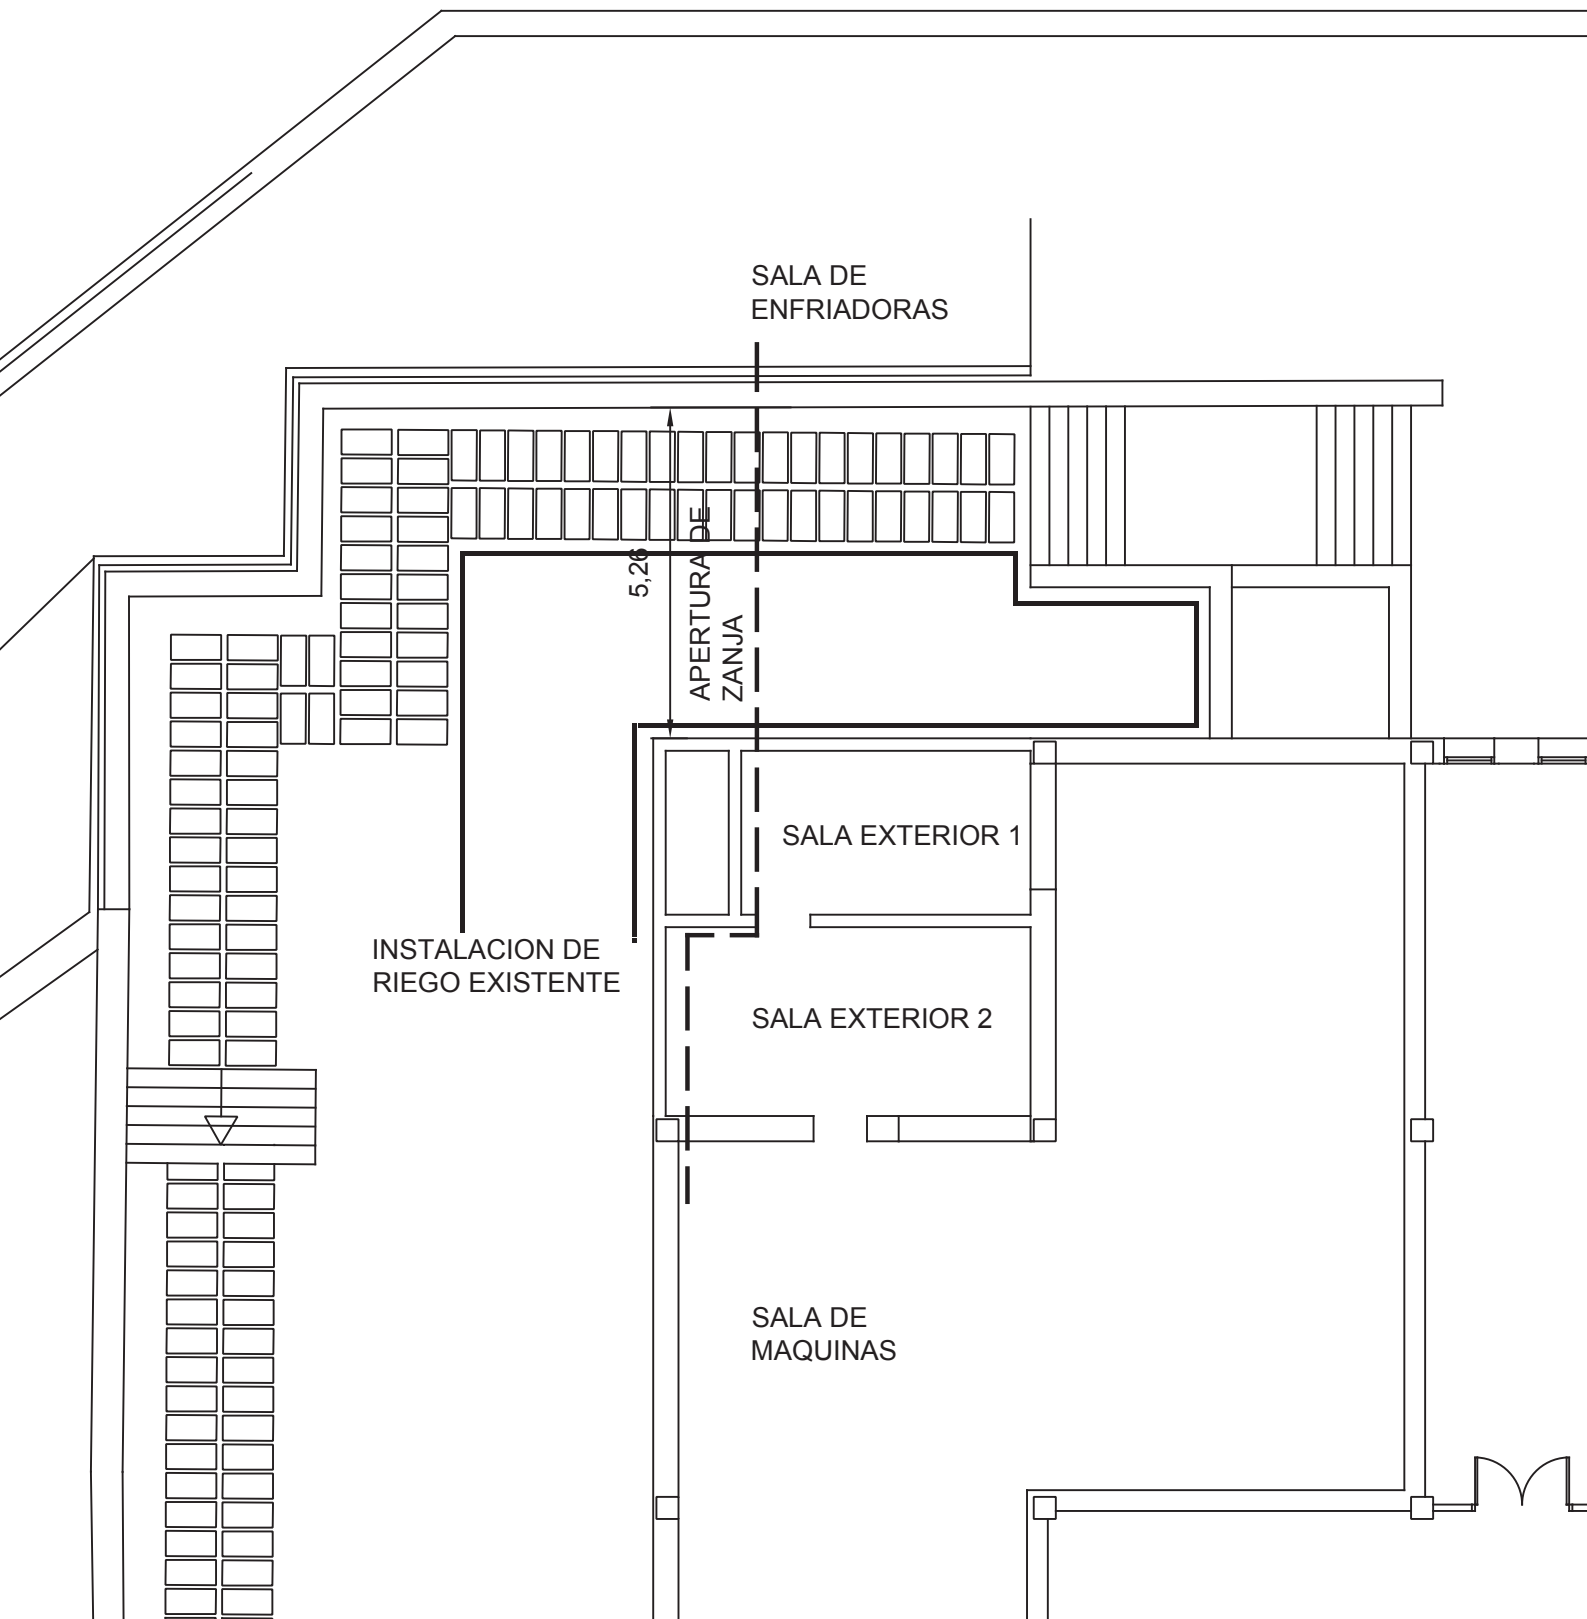 SALA DE
ENFRIADORAS
5,26
APERTURA DE
ZANJA
SALA EXTERIOR 1
INSTALACION DE
RIEGO EXISTENTE
SALA EXTERIOR 2
SALA DE
MAQUINAS